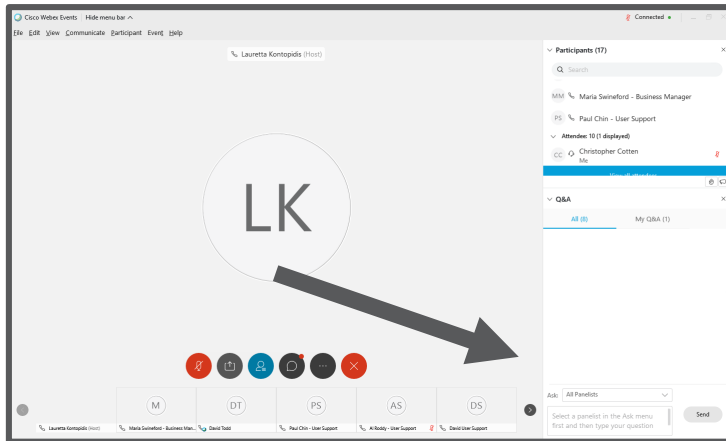 Cisco Webex Events Hide menu bar
Connected
File Edit View Communicate Participant Event Help
Lauretta Kontopidis (Host)
Participants (17)
Search
MM Maria Swineford - Business Manager
PS Paul Chin - User Support
Attendee: 10 (1 displayed)
CC Christopher Cotten
Me
View all attendees
Q&A
All (8) My Q&A (1)
LK
Ask: All Panelists
Select a panelist in the Ask menu
first and then type your question
Send
M DT PS AS DS
Lauretta Kontopidis (Host) Maria Swineford - Business Man... David Todd Paul Chin - User Support Al Roddy - User Support David User Support